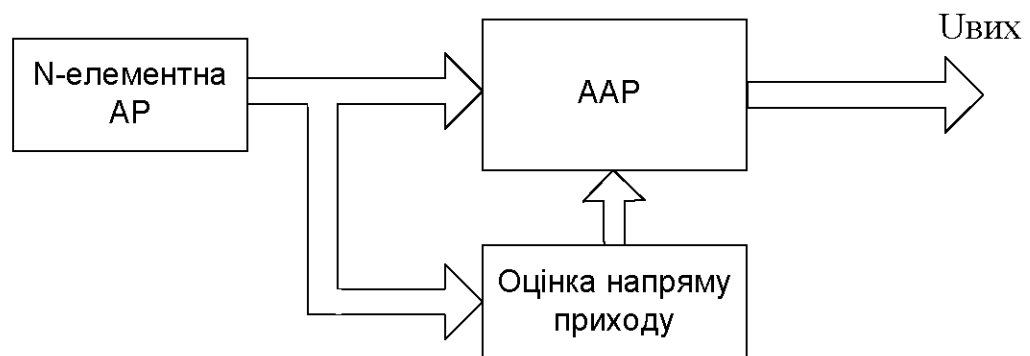 Uвих
N-елементна
АР
ААР
Оцінка напряму
приходу